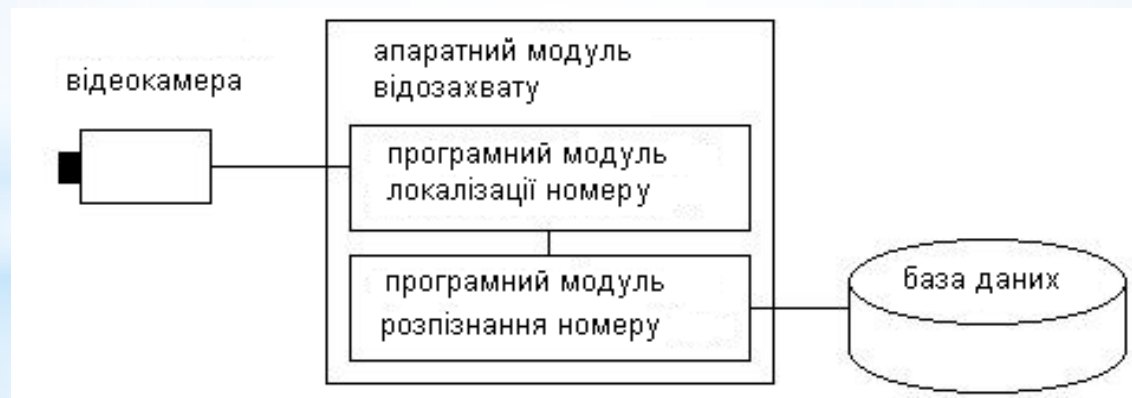 відеокамера
апаратний модуль
відозахвату
програмний модуль
локалізації номеру
програмний модуль
розпізнання номеру
база даних